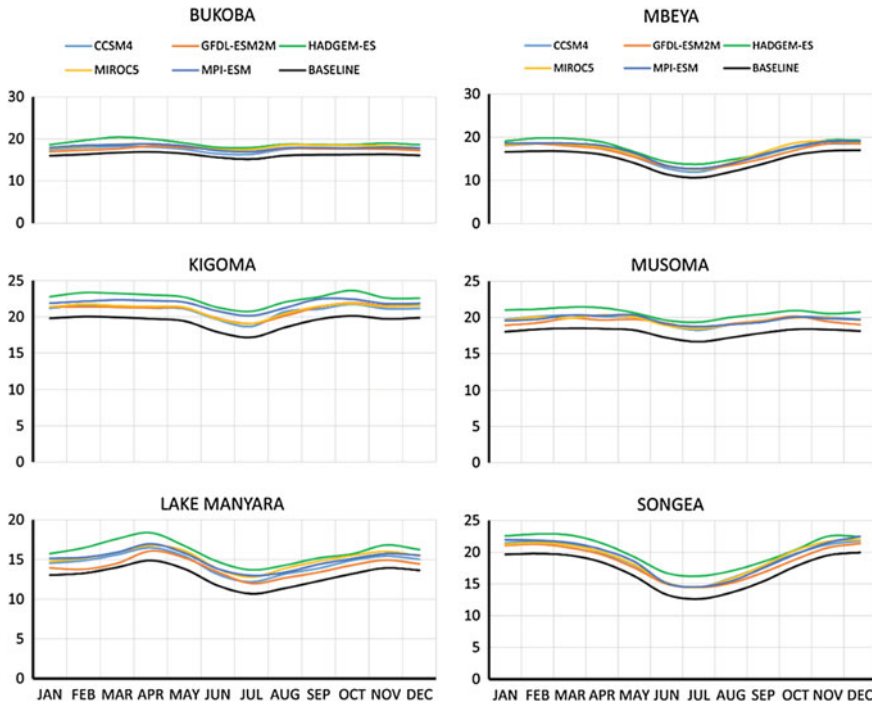 BUKOBA
CCSM4 GFDL-ESM2M HADGEM-ES
MIROC5 MPI-ESM BASELINE
30
20
10
0
MBEYA
CCSM4 GFDL-ESM2M HADGEM-ES
MIROC5 MPI-ESM BASELINE
30
20
10
0
KIGOMA
25
20
15
10
5
0
MUSOMA
25
20
15
10
5
0
LAKE MANYARA
20
15
10
5
0
JAN FEB MAR APR MAY JUN JUL AUG SEP OCT NOV DEC
SONGEA
25
20
15
10
5
0
JAN FEB MAR APR MAY JUN JUL AUG SEP OCT NOV DEC